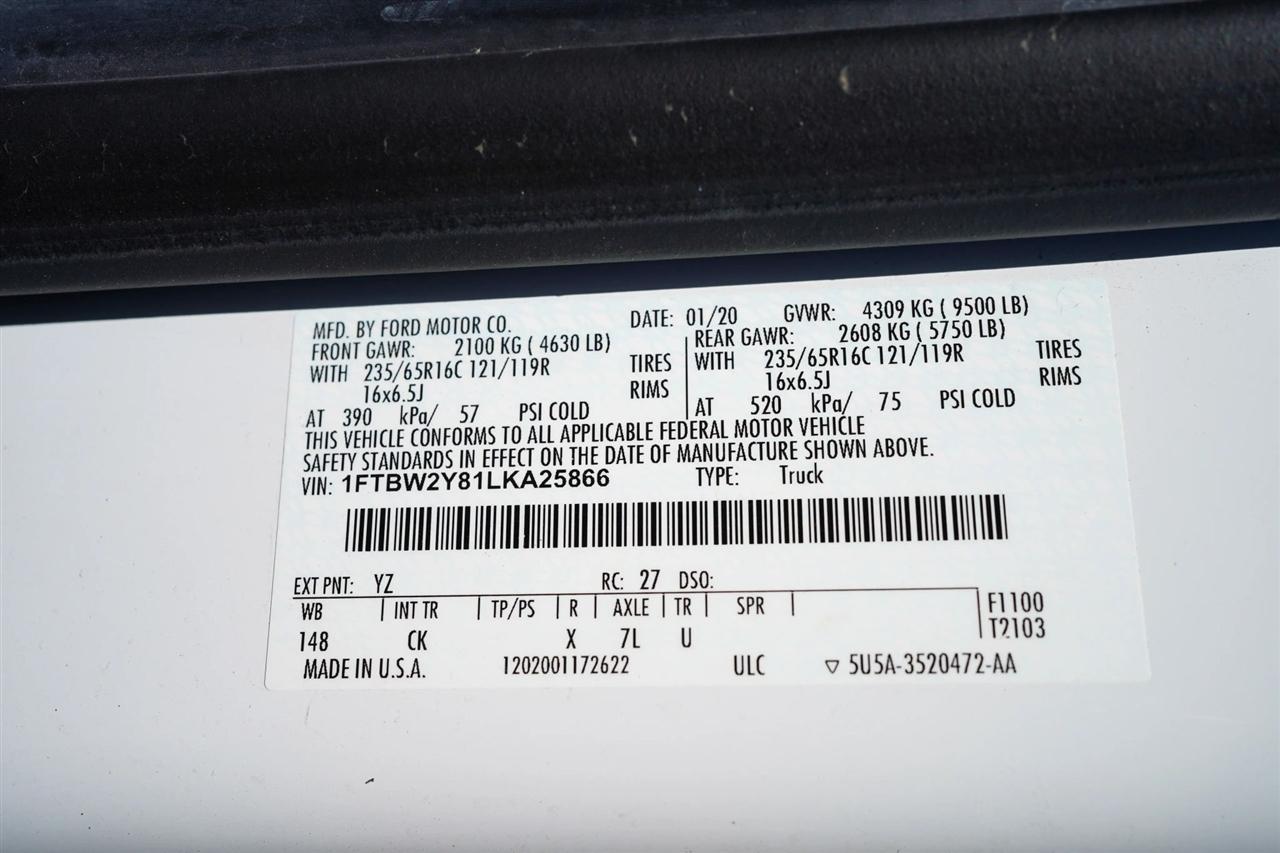 MFD. BY FORD MOTOR CO. DATE: 01/20 GVWR: 4309 KG ( 9500 LB)
FRONT GAWR: 2100 KG ( 4630 LB) REAR GAWR: 2608 KG ( 5750 LB)
WITH 235/65R16C 121/119R TIRES WITH 235/65R16C 121/119R TIRES
16x6.5J RIMS 16x6.5J RIMS
AT 390 kPa/ 57 PSI COLD AT 520 kPa/ 75 PSI COLD
THIS VEHICLE CONFORMS TO ALL APPLICABLE FEDERAL MOTOR VEHICLE
SAFETY STANDARDS IN EFFECT ON THE DATE OF MANUFACTURE SHOWN ABOVE.
VIN: 1FTBW2Y81LKA25866 TYPE: Truck
EXT PNT: YZ RC: 27 DSO:
WB | INT TR | TP/PS | R | AXLE | TR | SPR | F1100
148 CK X 7L U T2103
MADE IN U.S.A. 1202001172622 ULC ▽ 5U5A-3520472-AA